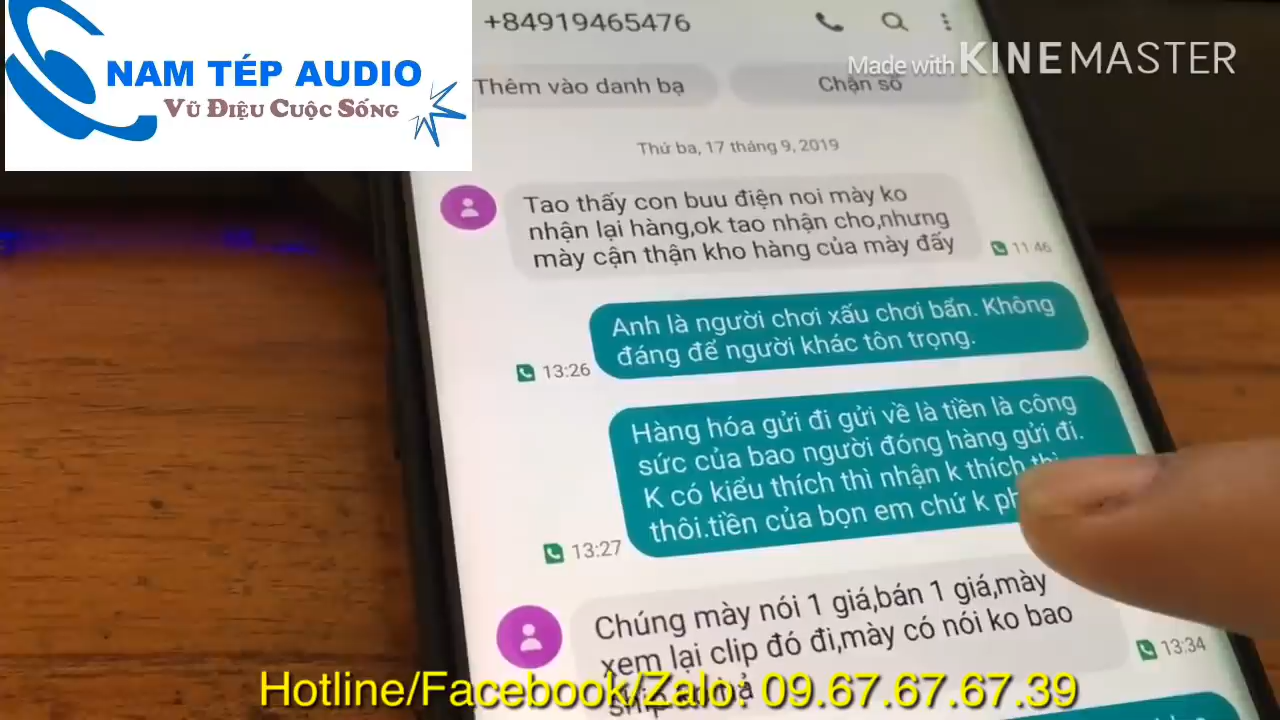 NAM TÉP AUDIO
VŨ ĐIỆU CUỘC SỐNG
+84919465476
Made with KINEMASTER
Thêm vào danh bạ
Chặn số
Thứ ba, 17 tháng 9, 2019
Tao thấy con buu điện noi mày ko
nhận lại hàng,ok tao nhận cho,nhưng
mày cận thận kho hàng của mày đấy
11:46
Anh là người chơi xấu chơi bẩn. Không
đáng để người khác tôn trọng.
13:26
Hàng hóa gửi đi gửi về là tiền là công
sức của bao người đóng hàng gửi đi.
K có kiểu thích thì nhận k thích thì
thôi.tiền của bọn em chứ k
13:27
Chúng mày nói 1 giá,bán 1 giá,mày
xem lại clip đó đi,mày có nói ko bao
13:34
Hotline/Facebook/Zalo: 09.67.67.67.39